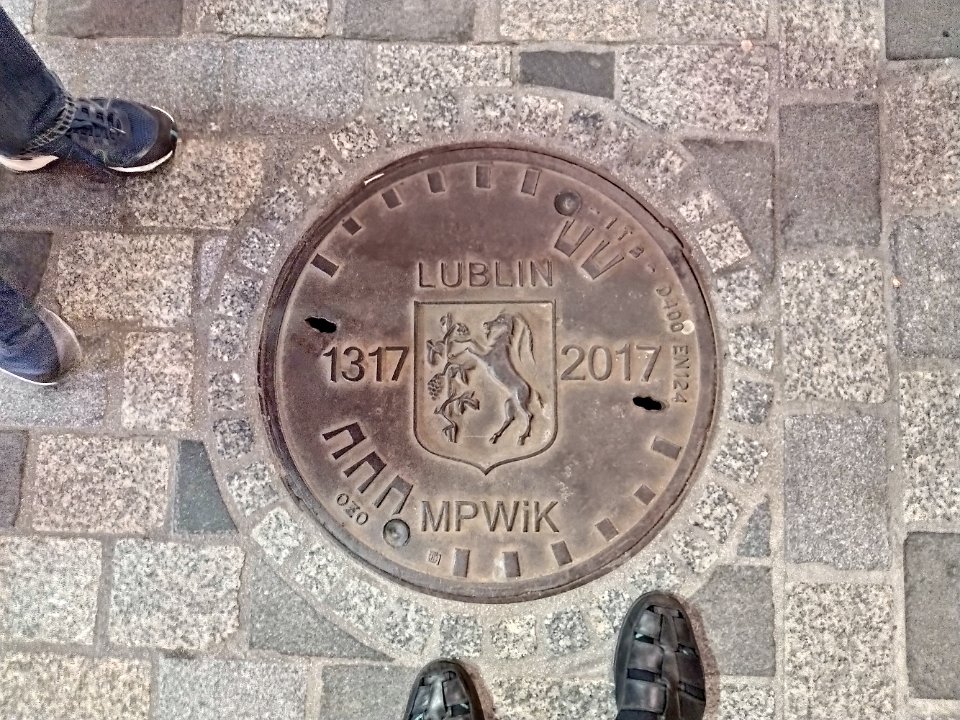 LUBLIN
1317 2017
MPWiK
D400 EN124